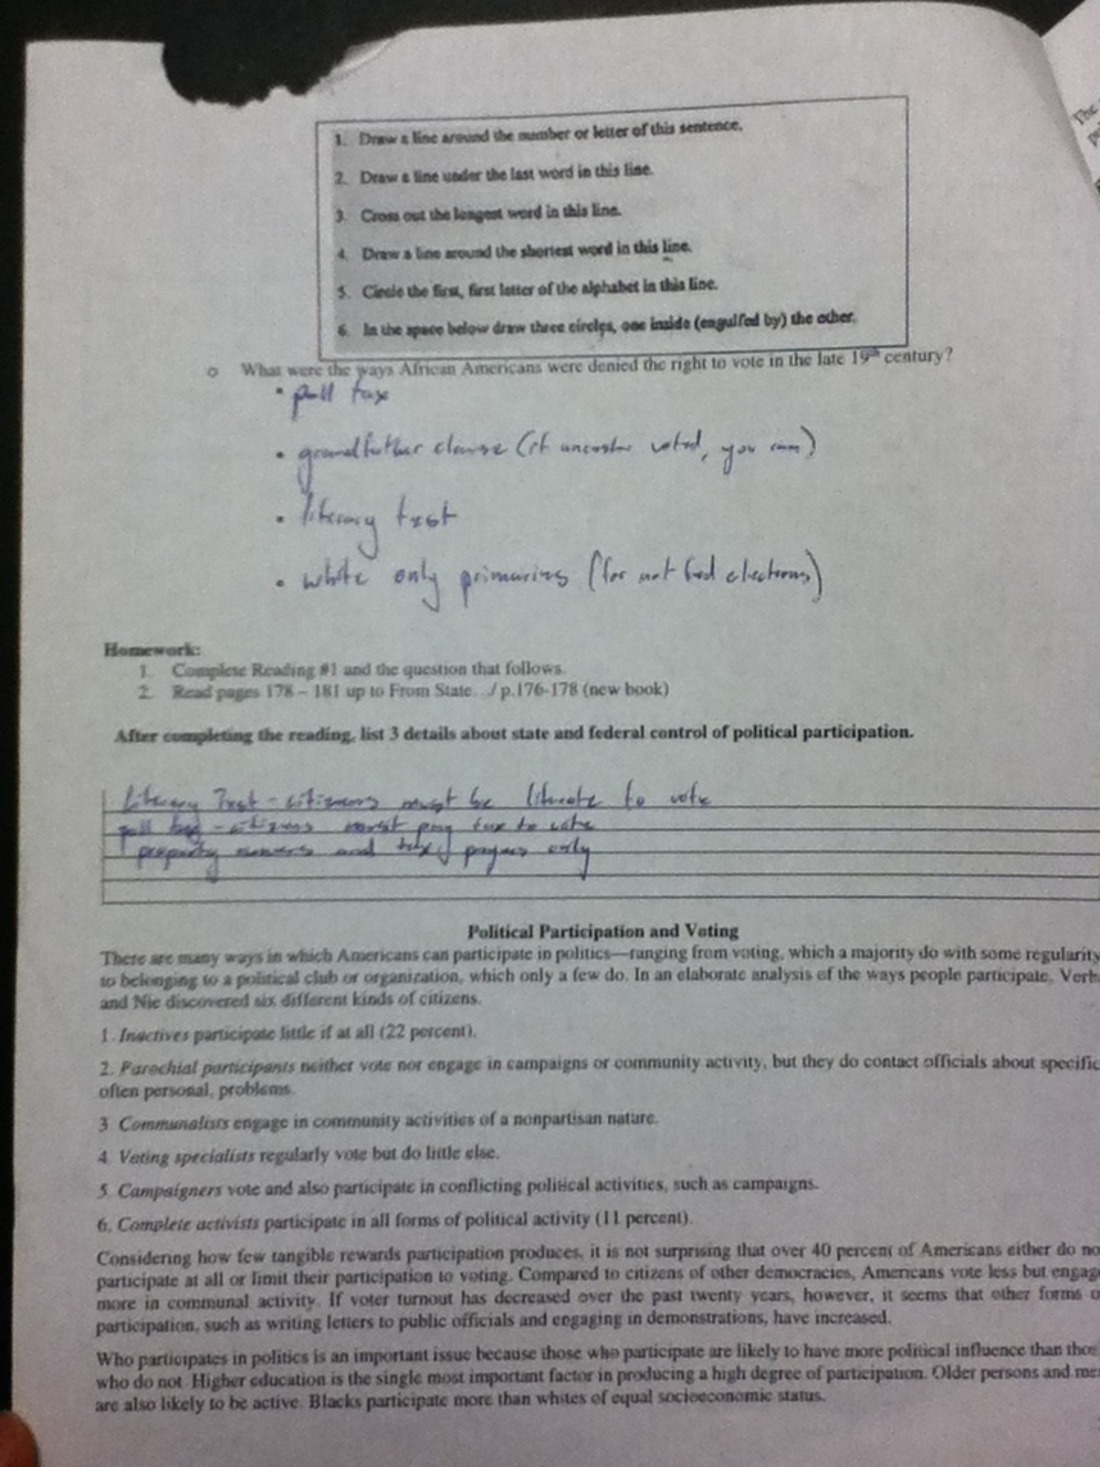 1. Draw a line around the number or letter of this sentence.
2. Draw a line under the last word in this line.
3. Cross out the longest word in this line.
4. Draw a line around the shortest word in this line.
5. Circle the first, first letter of the alphabet in this line.
6. In the space below draw three circles, one inside (engulfed by) the other.
o What were the ways African Americans were denied the right to vote in the late 19th century?
• poll tax
• grandfather clause (if ancestor voted, you can)
• literacy test
• white only primaries (for not fed elections)
Homework:
1. Complete Reading #1 and the question that follows.
2. Read pages 178 – 181 up to From State.../ p.176-178 (new book)
After completing the reading, list 3 details about state and federal control of political participation.
Literacy Test - citizens must be literate to vote
poll tax - citizens must pay tax to vote
property owners and tax payers only
Political Participation and Voting
There are many ways in which Americans can participate in politics—ranging from voting, which a majority do with some regularity
to belonging to a political club or organization, which only a few do. In an elaborate analysis of the ways people participate, Verb
and Nie discovered six different kinds of citizens.
1. Inactives participate little if at all (22 percent).
2. Parochial participants neither vote nor engage in campaigns or community activity, but they do contact officials about specific
often personal, problems.
3 Communalists engage in community activities of a nonpartisan nature.
4. Voting specialists regularly vote but do little else.
5. Campaigners vote and also participate in conflicting political activities, such as campaigns.
6. Complete activists participate in all forms of political activity (11 percent).
Considering how few tangible rewards participation produces, it is not surprising that over 40 percent of Americans either do no
participate at all or limit their participation to voting. Compared to citizens of other democracies, Americans vote less but engag
more in communal activity. If voter turnout has decreased over the past twenty years, however, it seems that other forms o
participation, such as writing letters to public officials and engaging in demonstrations, have increased.
Who participates in politics is an important issue because those who participate are likely to have more political influence than thos
who do not. Higher education is the single most important factor in producing a high degree of participation. Older persons and me
are also likely to be active. Blacks participate more than whites of equal socioeconomic status.
The